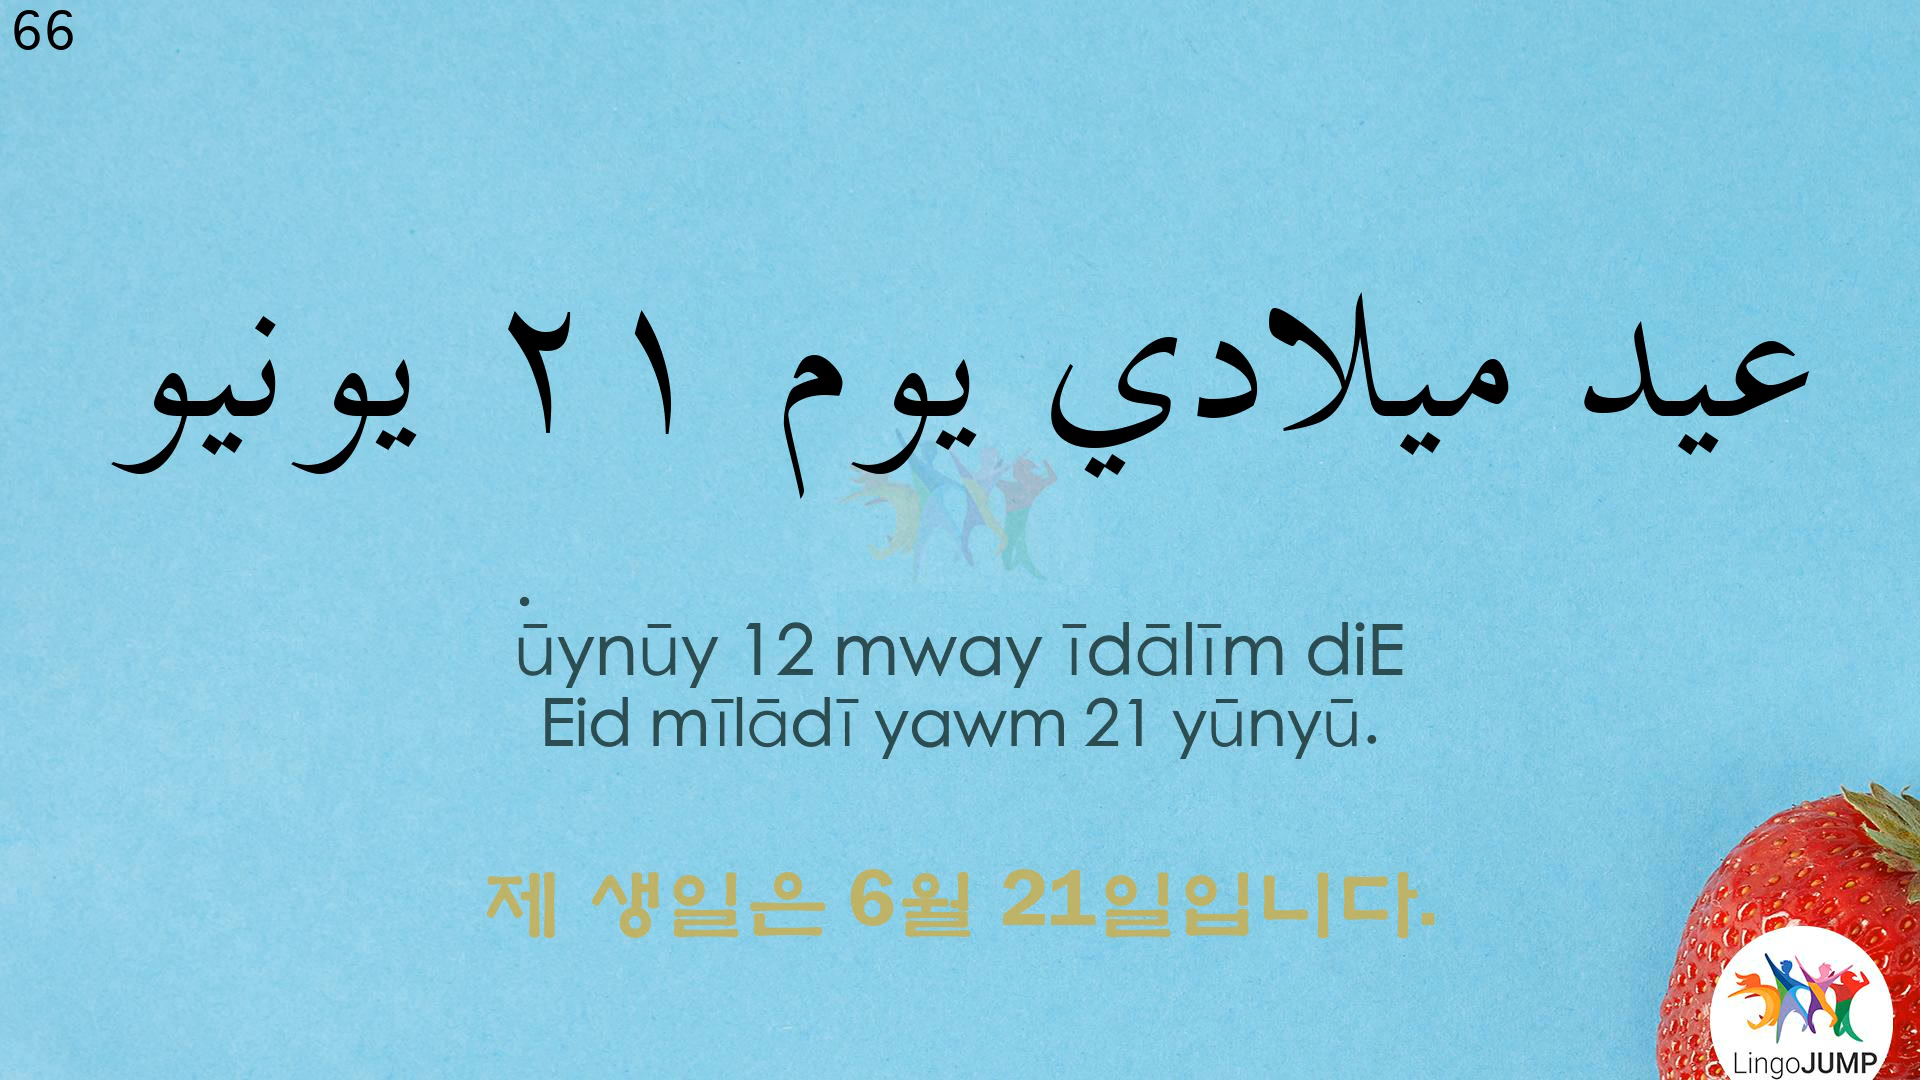 66
عيد ميلادي يوم ٢١ يونيو
.ūynūy 12 mway īdālīm diE
Eid mīlādī yawm 21 yūnyū.
제 생일은 6월 21일입니다.
LingoJUMP